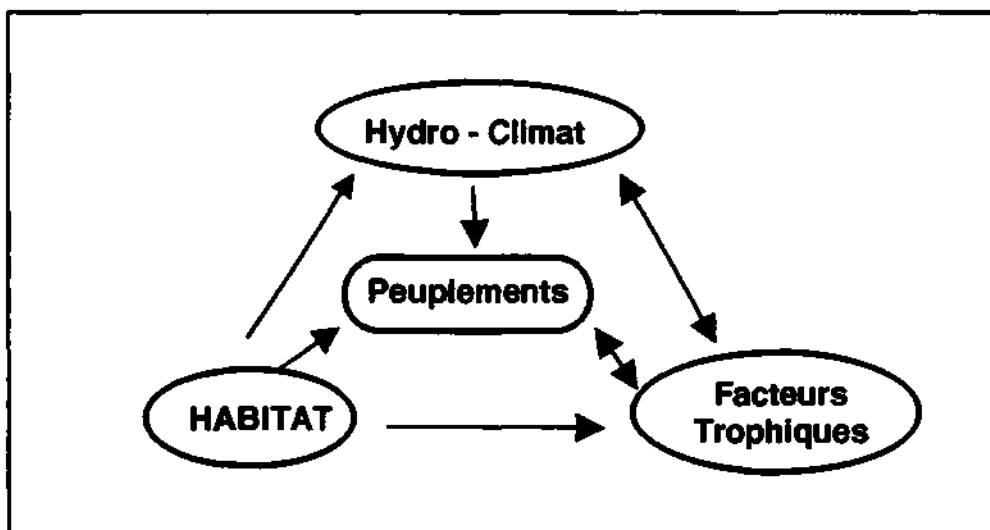 Hydro - Climat
Peuplements
HABITAT
Facteurs
Trophiques